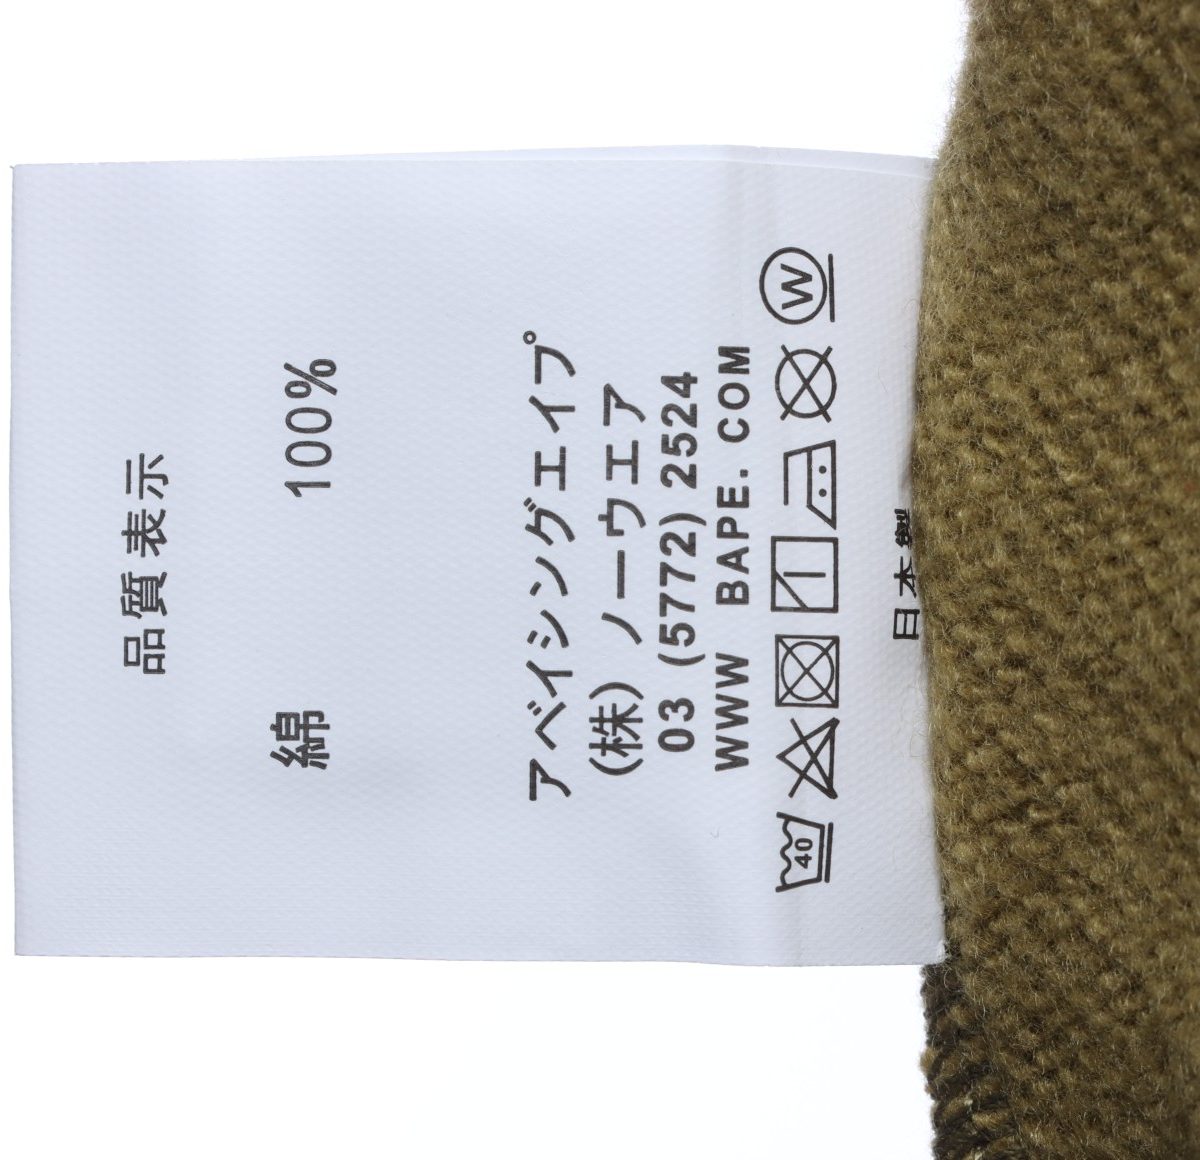 品質表示
綿 100%
アベイシングエイプ
(株) ノーウエア
03 (5772) 2524
WWW BAPE. COM
40 W
日本製